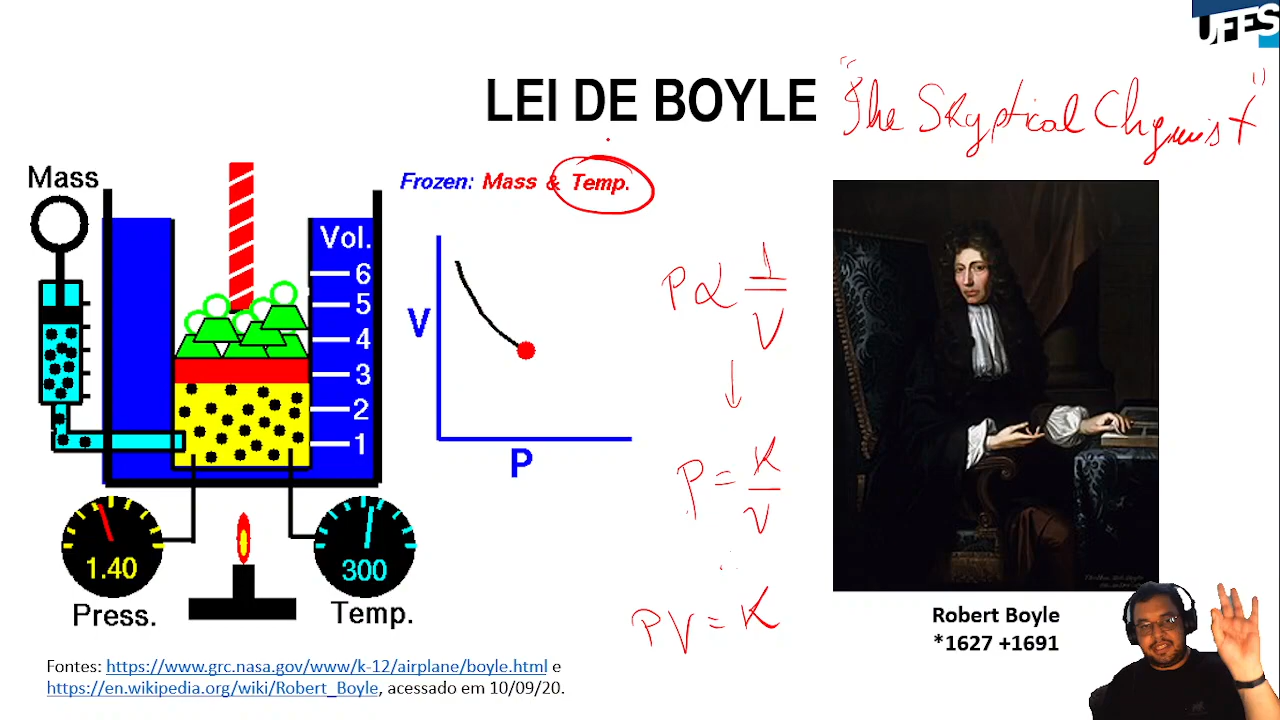 UFES
LEI DE BOYLE
"The Skyptical Chymist"
Mass
Frozen: Mass & Temp.
Vol.
6
5
4
3
2
1
V
P
P ∝ 1/V
↓
P = K/V
∴
PV = K
1.40
Press.
300
Temp.
Robert Boyle
*1627 +1691
Fontes: https://www.grc.nasa.gov/www/k-12/airplane/boyle.html e
https://en.wikipedia.org/wiki/Robert_Boyle, acessado em 10/09/20.